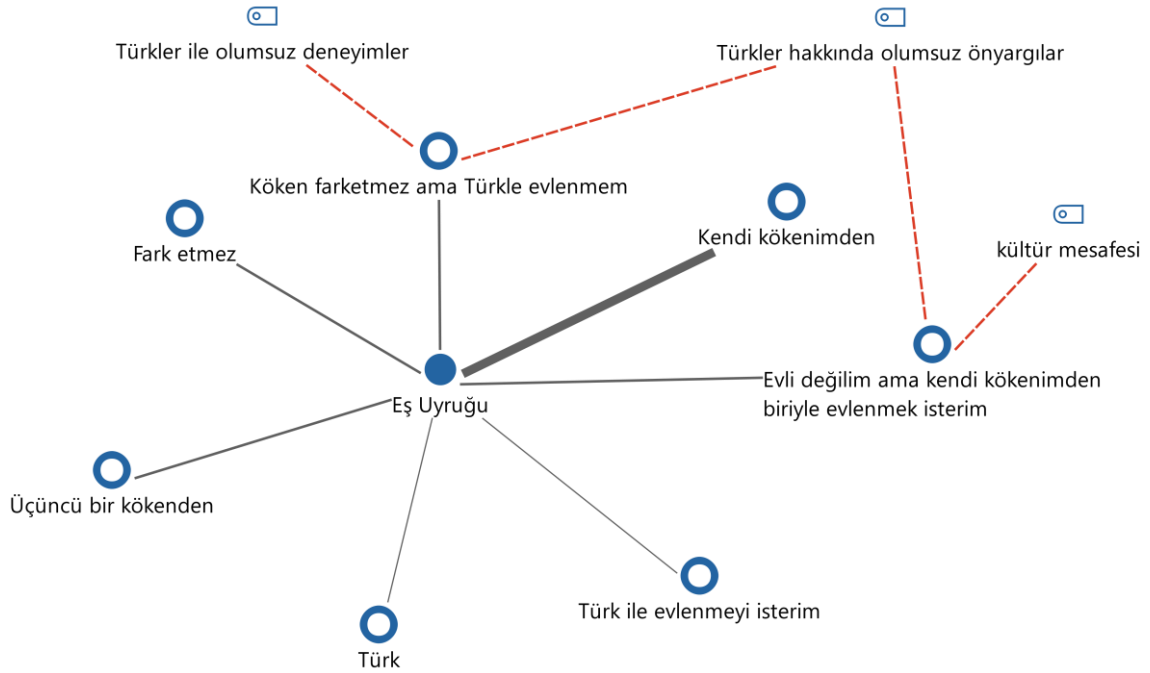 Türkler ile olumsuz deneyimler
Türkler hakkında olumsuz önyargılar
Köken farketmez ama Türkle evlenmem
Kendi kökenimden
Fark etmez
kültür mesafesi
Evli değilim ama kendi kökenimden
biriyle evlenmek isterim
Eş Uyruğu
Üçüncü bir kökenden
Türk ile evlenmeyi isterim
Türk